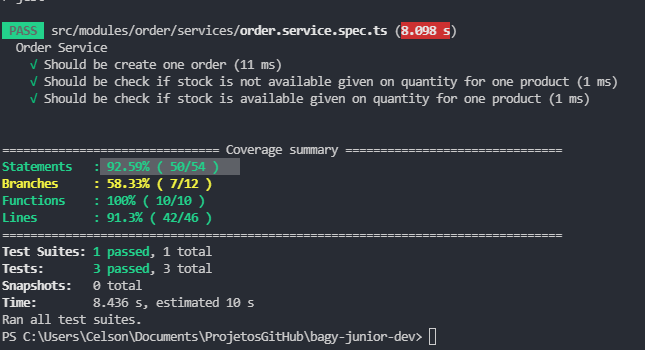 PASS src/modules/order/services/order.service.spec.ts (8.098 s)
Order Service
√ Should be create one order (11 ms)
√ Should be check if stock is not available given on quantity for one product (1 ms)
√ Should be check if stock is available given on quantity for one product (1 ms)
=============================== Coverage summary ===============================
Statements : 92.59% ( 50/54 )
Branches : 58.33% ( 7/12 )
Functions : 100% ( 10/10 )
Lines : 91.3% ( 42/46 )
================================================================================
Test Suites: 1 passed, 1 total
Tests: 3 passed, 3 total
Snapshots: 0 total
Time: 8.436 s, estimated 10 s
Ran all test suites.
PS C:\Users\Celson\Documents\ProjetosGitHub\bagy-junior-dev>